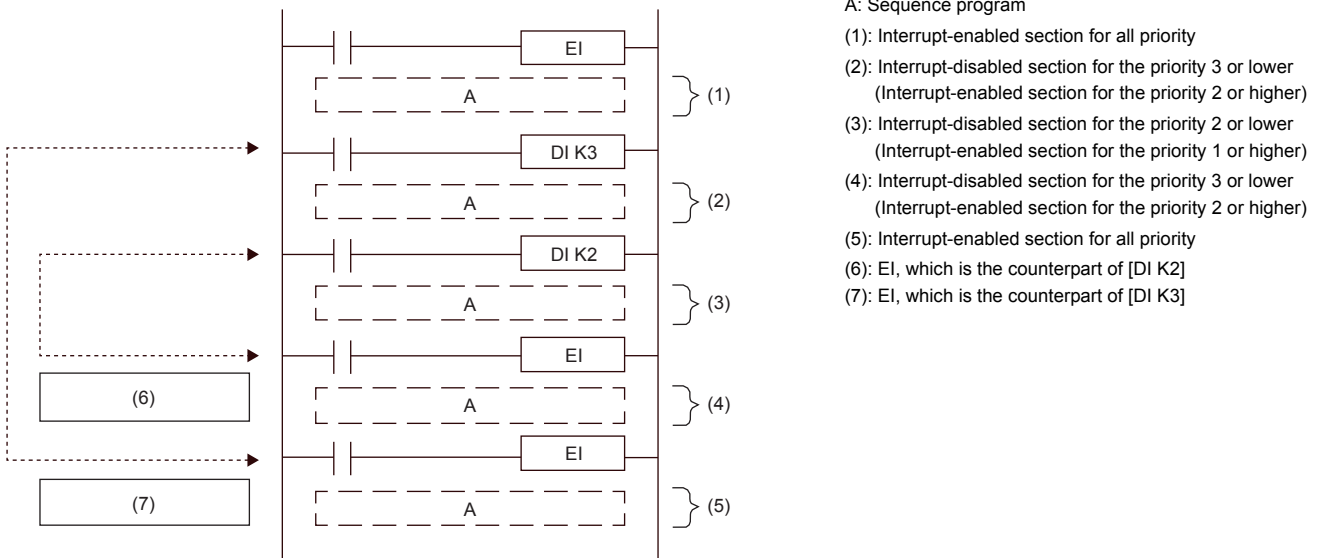 EI
A
(1)
DI K3
A
(2)
DI K2
A
(3)
EI
(6)
A
(4)
EI
(7)
A
(5)
A: Sequence program
(1): Interrupt-enabled section for all priority
(2): Interrupt-disabled section for the priority 3 or lower
(Interrupt-enabled section for the priority 2 or higher)
(3): Interrupt-disabled section for the priority 2 or lower
(Interrupt-enabled section for the priority 1 or higher)
(4): Interrupt-disabled section for the priority 3 or lower
(Interrupt-enabled section for the priority 2 or higher)
(5): Interrupt-enabled section for all priority
(6): EI, which is the counterpart of [DI K2]
(7): EI, which is the counterpart of [DI K3]